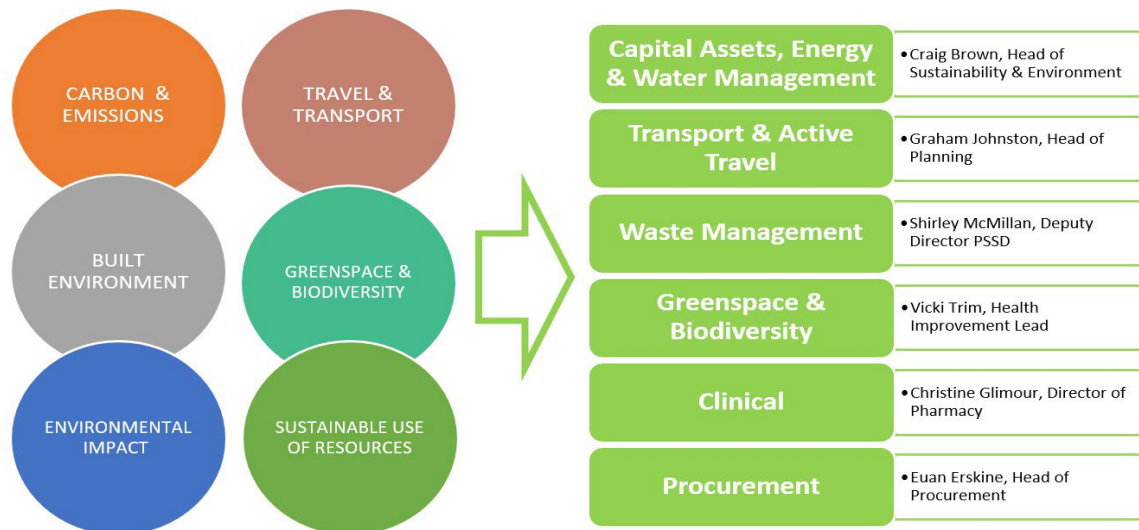 CARBON & 
EMISSIONS
TRAVEL &
TRANSPORT
BUILT
ENVIRONMENT
GREENSPACE &
BIODIVERSITY
ENVIRONMENTAL
IMPACT
SUSTAINABLE USE
OF RESOURCES
Capital Assets, Energy
& Water Management
•Craig Brown, Head of
Sustainability & Environment
Transport & Active
Travel
•Graham Johnston, Head of
Planning
Waste Management
•Shirley McMillan, Deputy
Director PSSD
Greenspace &
Biodiversity
•Vicki Trim, Health
Improvement Lead
Clinical
•Christine Glimour, Director of
Pharmacy
Procurement
•Euan Erskine, Head of
Procurement